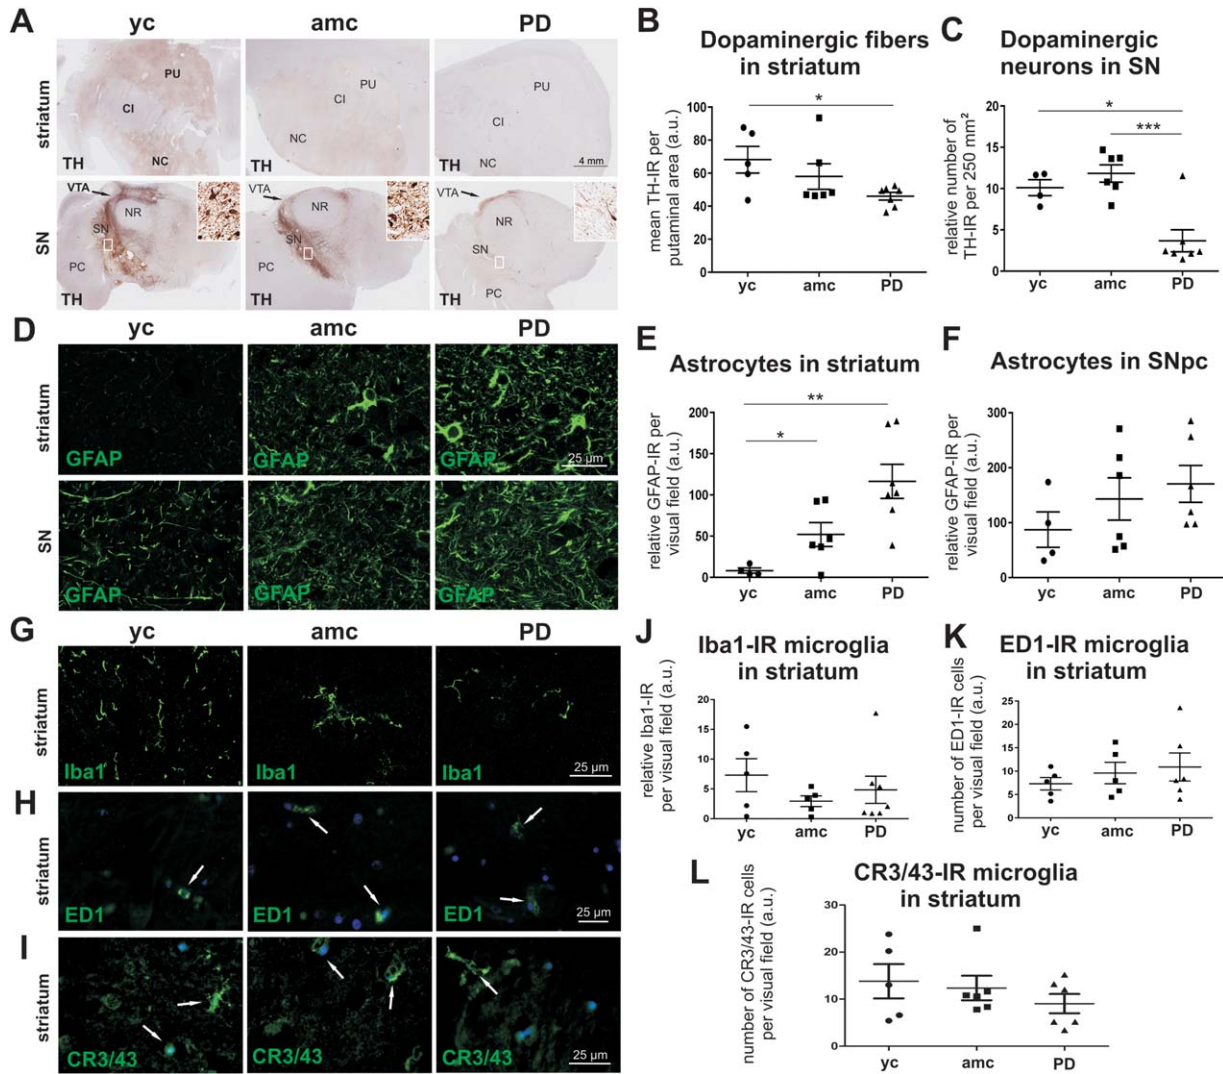 A
yc amc PD
striatum
PU
CI
NC
TH
PU
CI
NC
TH
PU
CI
NC
TH
4 mm
SN
VTA
NR
SN
PC
TH
VTA
NR
SN
PC
TH
VTA
NR
SN
PC
TH
B
Dopaminergic fibers
in striatum
mean TH-IR per
putaminal area (a.u.)
100
80
60
40
20
0
*
yc amc PD
C
Dopaminergic
neurons in SN
relative number of
TH-IR per 250 mm²
20
15
10
5
0
*
***
yc amc PD
D
yc amc PD
striatum
GFAP GFAP GFAP
25 µm
SN
GFAP GFAP GFAP
E
Astrocytes in striatum
relative GFAP-IR per
visual field (a.u.)
200
150
100
50
0
**
*
yc amc PD
F
Astrocytes in SNpc
relative GFAP-IR per
visual field (a.u.)
300
200
100
0
yc amc PD
G
yc amc PD
striatum
Iba1 Iba1 Iba1
25 µm
H
striatum
ED1 ED1 ED1
25 µm
I
striatum
CR3/43 CR3/43 CR3/43
25 µm
J
Iba1-IR microglia
in striatum
relative Iba1-IR
per visual field (a.u.)
20
15
10
5
0
yc amc PD
K
ED1-IR microglia
in striatum
number of ED1-IR cells
per visual field (a.u.)
25
20
15
10
5
0
yc amc PD
L
CR3/43-IR microglia
in striatum
number of CR3/43-IR cells
per visual field (a.u.)
30
20
10
0
yc amc PD